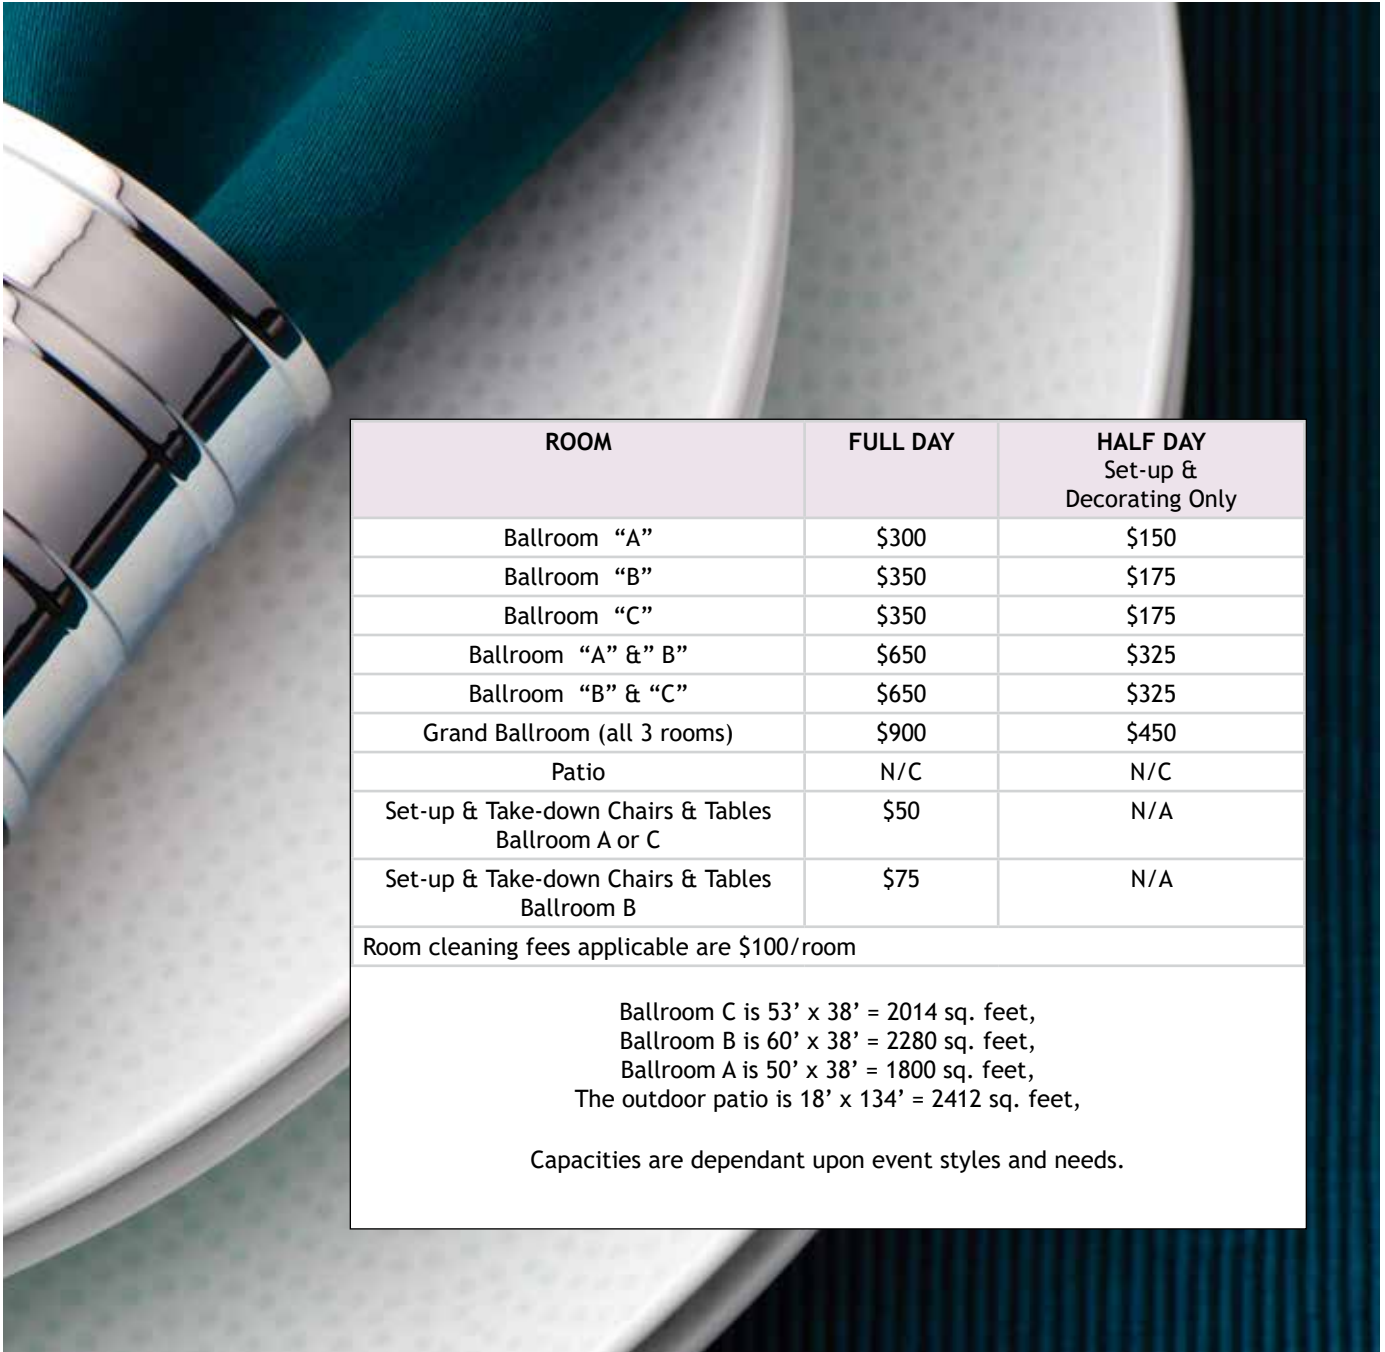 ROOM FULL DAY HALF DAY
Set-up &
Decorating Only
Ballroom “A” $300 $150
Ballroom “B” $350 $175
Ballroom “C” $350 $175
Ballroom “A” &” B” $650 $325
Ballroom “B” & “C” $650 $325
Grand Ballroom (all 3 rooms) $900 $450
Patio N/C N/C
Set-up & Take-down Chairs & Tables $50 N/A
Ballroom A or C
Set-up & Take-down Chairs & Tables $75 N/A
Ballroom B
Room cleaning fees applicable are $100/room
Ballroom C is 53’ x 38’ = 2014 sq. feet,
Ballroom B is 60’ x 38’ = 2280 sq. feet,
Ballroom A is 50’ x 38’ = 1800 sq. feet,
The outdoor patio is 18’ x 134’ = 2412 sq. feet,
Capacities are dependant upon event styles and needs.